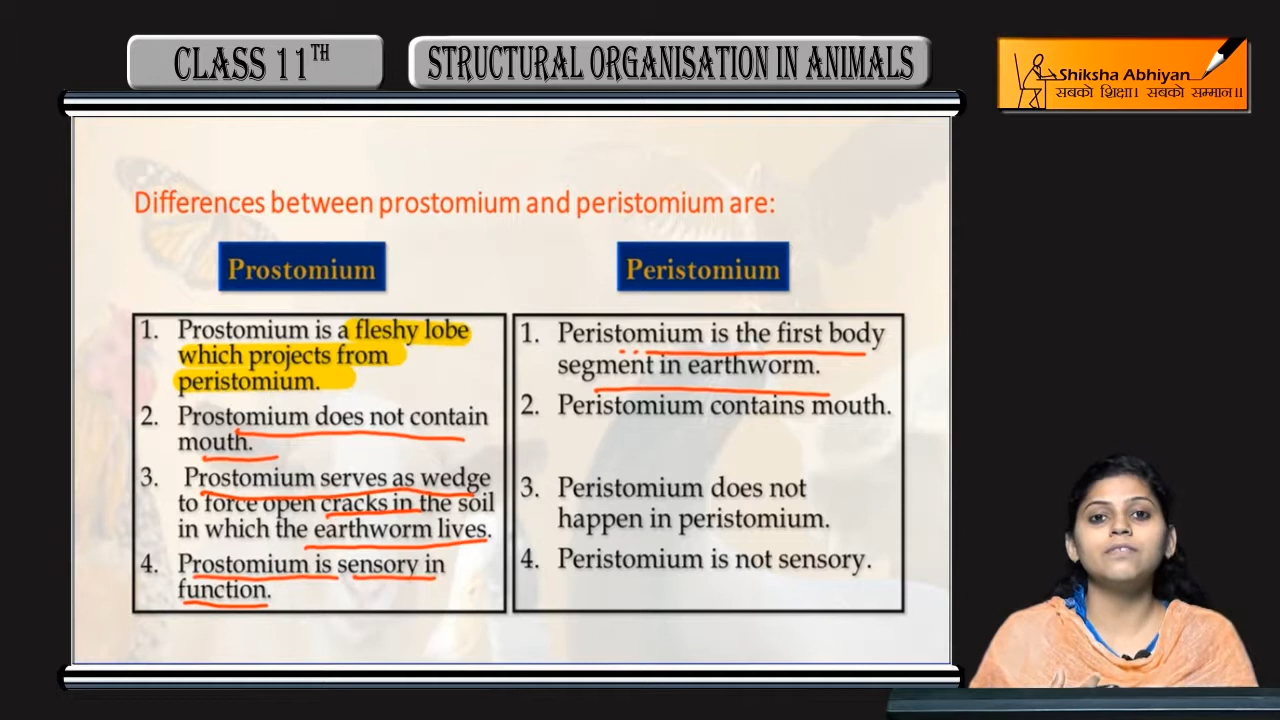 CLASS 11TH
STRUCTURAL ORGANISATION IN ANIMALS
Shiksha Abhiyan
सबको शिक्षा। सबको सम्मान।।
Differences between prostomium and peristomium are:
Prostomium
1. Prostomium is a fleshy lobe
which projects from
peristomium.
2. Prostomium does not contain
mouth.
3. Prostomium serves as wedge
to force open cracks in the soil
in which the earthworm lives.
4. Prostomium is sensory in
function.
Peristomium
1. Peristomium is the first body
segment in earthworm.
2. Peristomium contains mouth.
3. Peristomium does not
happen in peristomium.
4. Peristomium is not sensory.